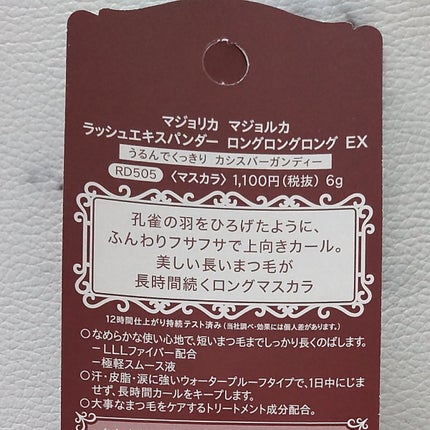 マジョリカ マジョルカ
ラッシュエキスパンダー ロングロングロング EX
うるんでくっきり カシスバーガンディー
RD505 〈マスカラ〉 1,100円(税抜) 6g
孔雀の羽をひろげたように、
ふんわりフサフサで上向きカール。
美しい長いまつ毛が
長時間続くロングマスカラ
12時間仕上がり持続テスト済み (当社調べ・効果には個人差があります。)
○なめらかな使い心地で、短いまつ毛までしっかり長くのばします。
－LLLファイバー配合
－極軽スムース液
○汗・皮脂・涙に強いウォータープルーフタイプで、1日中にじま
せず、長時間カールをキープします。
○大事なまつ毛をケアするトリートメント成分配合。